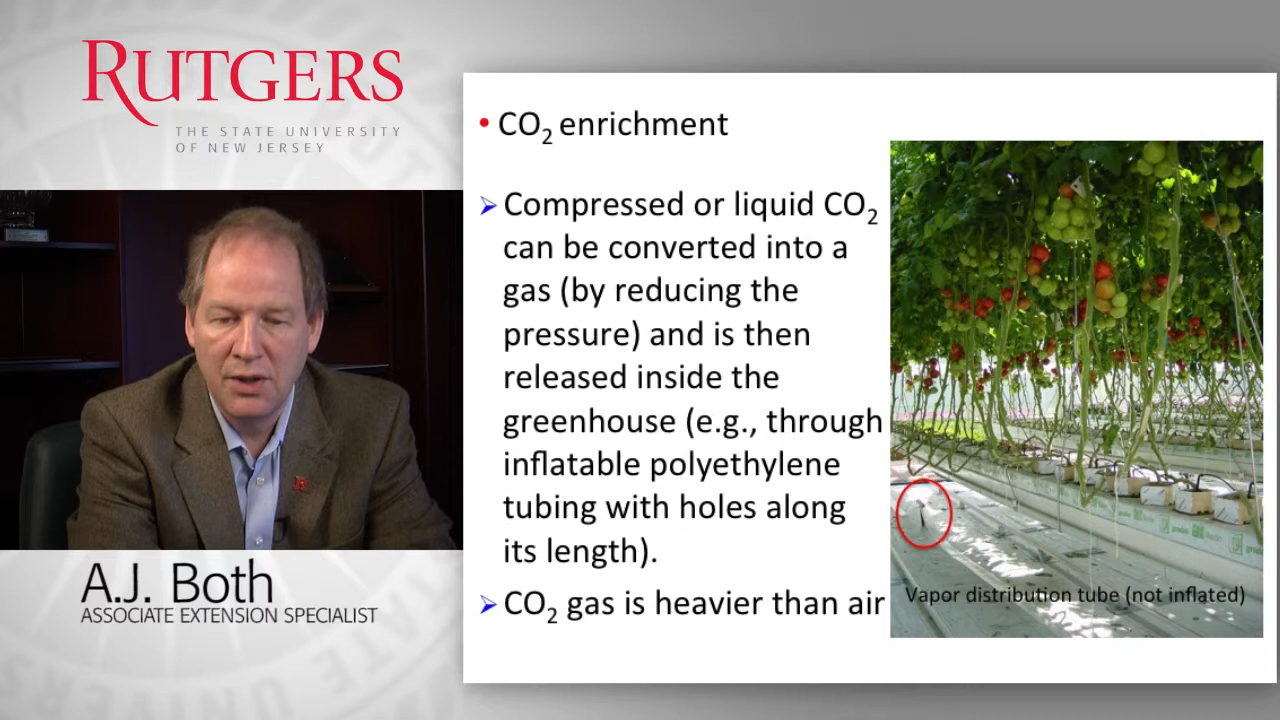 RUTGERS
THE STATE UNIVERSITY
OF NEW JERSEY
• CO₂ enrichment
➢ Compressed or liquid CO₂
can be converted into a
gas (by reducing the
pressure) and is then
released inside the
greenhouse (e.g., through
inflatable polyethylene
tubing with holes along
its length).
➢ CO₂ gas is heavier than air
Vapor distribution tube (not inflated)
A.J. Both
ASSOCIATE EXTENSION SPECIALIST